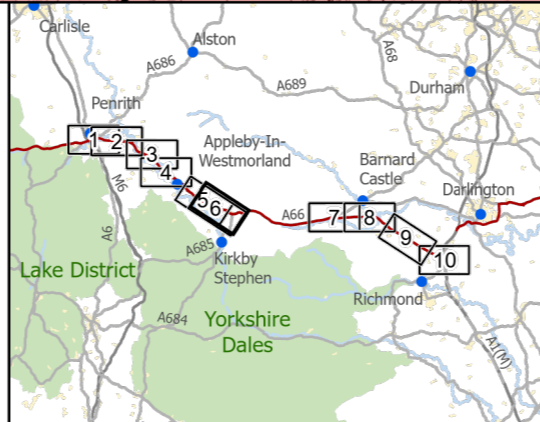 Carlisle
Alston
A686
A68
A689
Durham
Penrith
1
2
3
4
5
6
Appleby-In-
Westmorland
Barnard
Castle
Darlington
M6
A66
7
8
9
10
A6
A685
Lake District
Kirkby
Stephen
Richmond
A684
Yorkshire
Dales
A1(M)